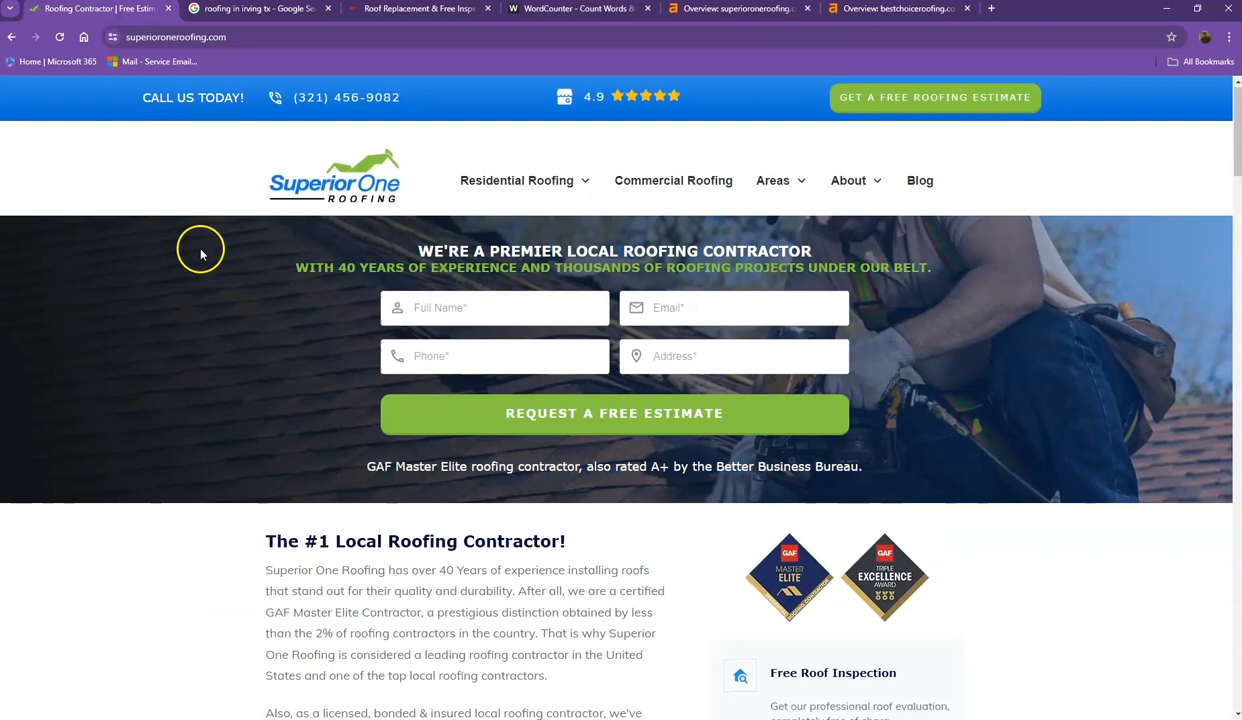 Roofing Contractor | Free Estim
roofing in irving tx - Google Se
Roof Replacement & Free Inspe
WordCounter - Count Words &
Overview: superioroneroofing.c
Overview: bestchoiceroofing.co
superioroneroofing.com
Home | Microsoft 365
Mail - Service Email...
All Bookmarks
CALL US TODAY!
(321) 456-9082
4.9
GET A FREE ROOFING ESTIMATE
Superior One
ROOFING
Residential Roofing
Commercial Roofing
Areas
About
Blog
WE'RE A PREMIER LOCAL ROOFING CONTRACTOR
WITH 40 YEARS OF EXPERIENCE AND THOUSANDS OF ROOFING PROJECTS UNDER OUR BELT.
Full Name*
Email*
Phone*
Address*
REQUEST A FREE ESTIMATE
GAF Master Elite roofing contractor, also rated A+ by the Better Business Bureau.
The #1 Local Roofing Contractor!
Superior One Roofing has over 40 Years of experience installing roofs
that stand out for their quality and durability. After all, we are a certified
GAF Master Elite Contractor, a prestigious distinction obtained by less
than the 2% of roofing contractors in the country. That is why Superior
One Roofing is considered a leading roofing contractor in the United
States and one of the top local roofing contractors.
Also, as a licensed, bonded & insured local roofing contractor, we've
GAF
MASTER
ELITE
GAF
TRIPLE
EXCELLENCE
AWARD
Free Roof Inspection
Get our professional roof evaluation,
completely free of charge